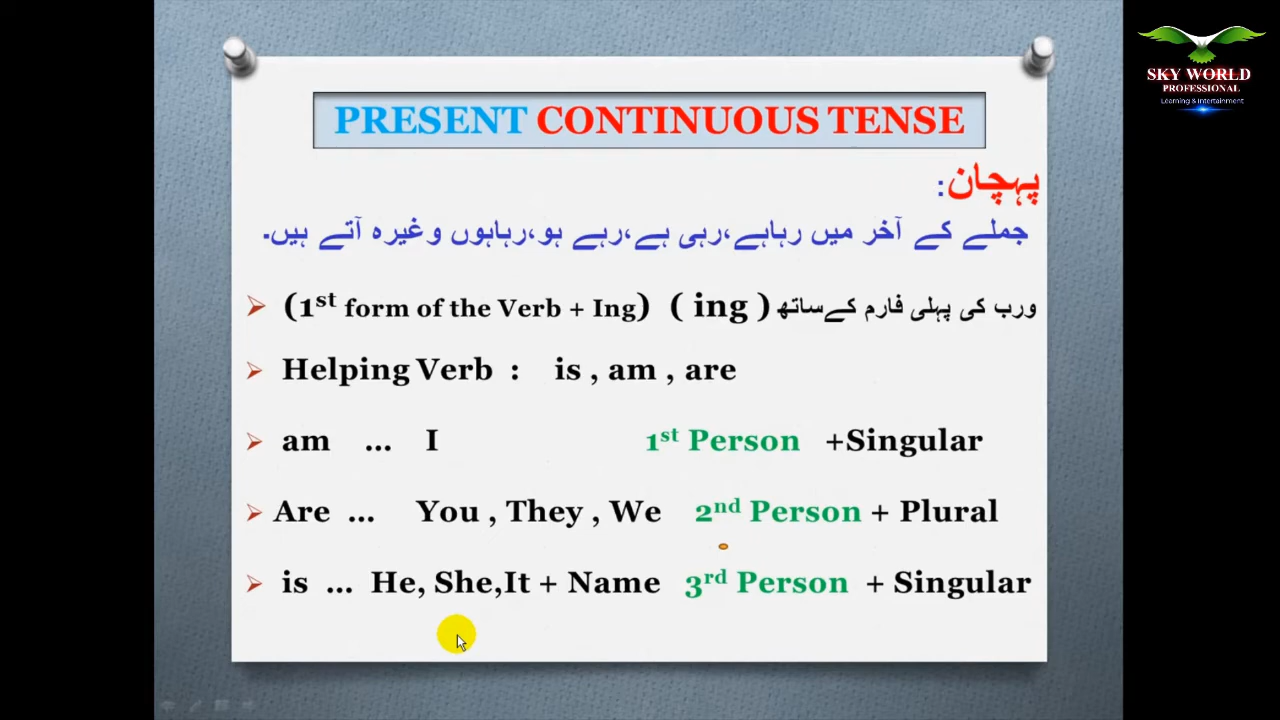 SKY WORLD
PROFESSIONAL
Learning & Intertainment
PRESENT CONTINUOUS TENSE
پہچان:
جملے کے آخر میں رہاہے،رہی ہے،رہے ہو،رہاہوں وغیرہ آتے ہیں۔
(1st form of the Verb + Ing) ( ing ) ورب کی پہلی فارم کےساتھ
Helping Verb : is , am , are
am ... I 1st Person +Singular
Are ... You , They , We 2nd Person + Plural
is ... He, She,It + Name 3rd Person + Singular